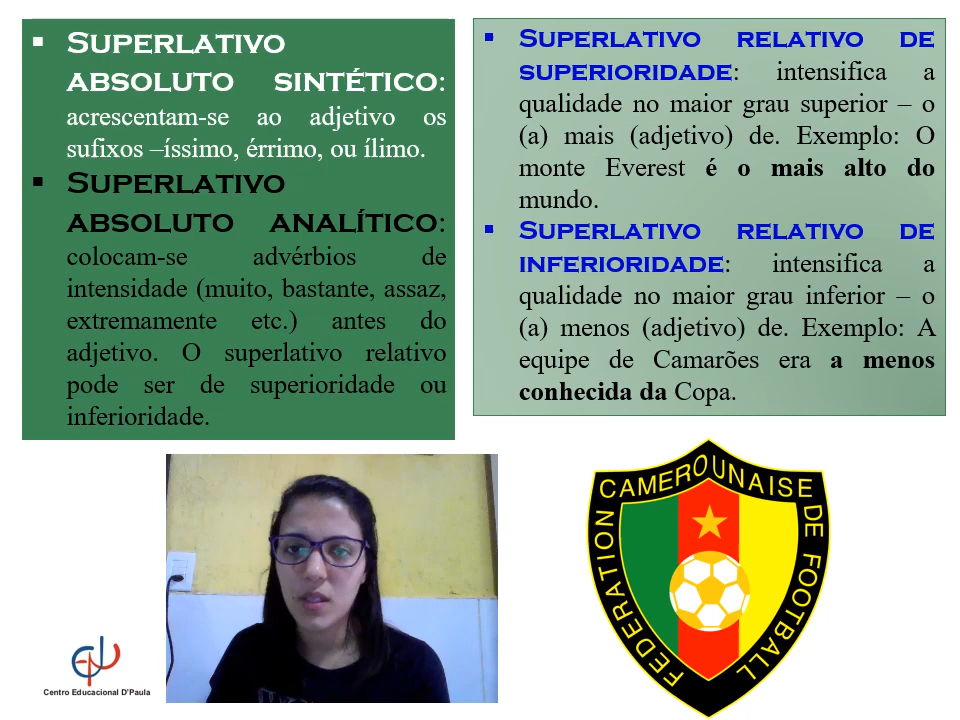 ▪ SUPERLATIVO
ABSOLUTO SINTÉTICO:
acrescentam-se ao adjetivo os
sufixos –íssimo, érrimo, ou ílimo.
▪ SUPERLATIVO
ABSOLUTO ANALÍTICO:
colocam-se advérbios de
intensidade (muito, bastante, assaz,
extremamente etc.) antes do
adjetivo. O superlativo relativo
pode ser de superioridade ou
inferioridade.
▪ SUPERLATIVO RELATIVO DE
SUPERIORIDADE: intensifica a
qualidade no maior grau superior – o
(a) mais (adjetivo) de. Exemplo: O
monte Everest é o mais alto do
mundo.
▪ SUPERLATIVO RELATIVO DE
INFERIORIDADE: intensifica a
qualidade no maior grau inferior – o
(a) menos (adjetivo) de. Exemplo: A
equipe de Camarões era a menos
conhecida da Copa.
Centro Educacional D'Paula
FEDERATION CAMEROUNAISE DE FOOTBALL